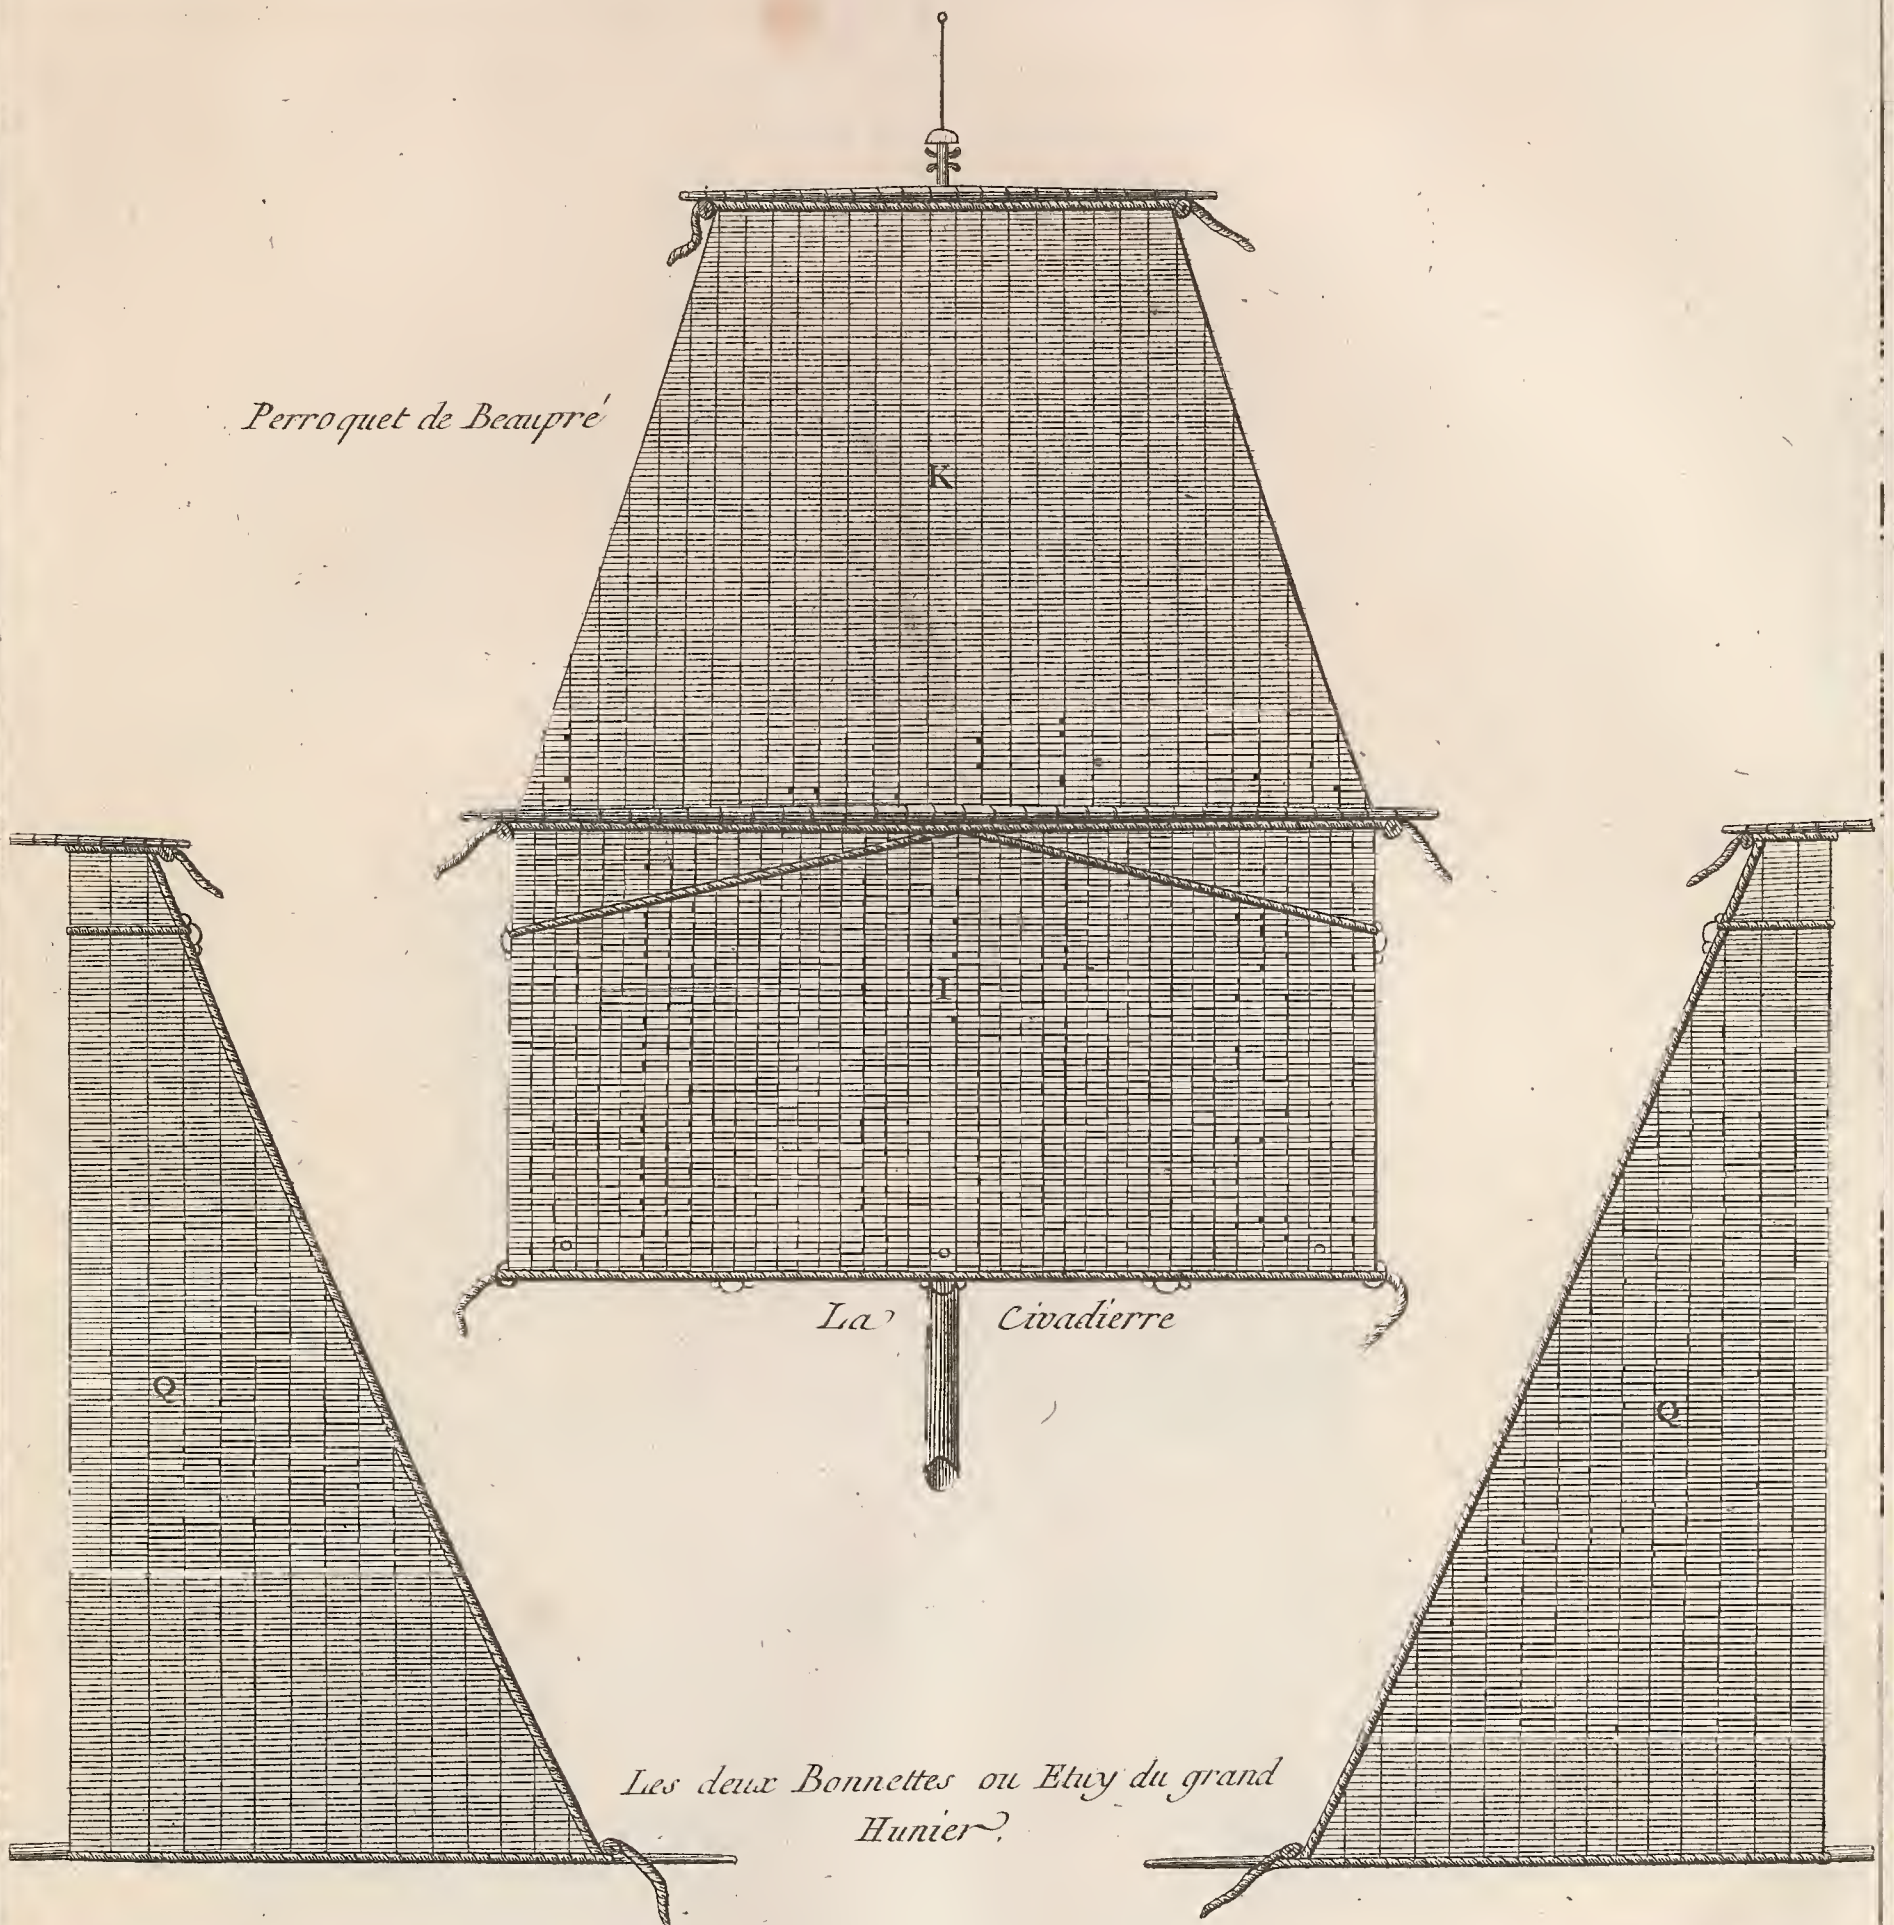 Perroquet de Beaupré
K
I
La Civadierre
Q
Q
Les deux Bonnettes ou Etuy du grand
Hunier.